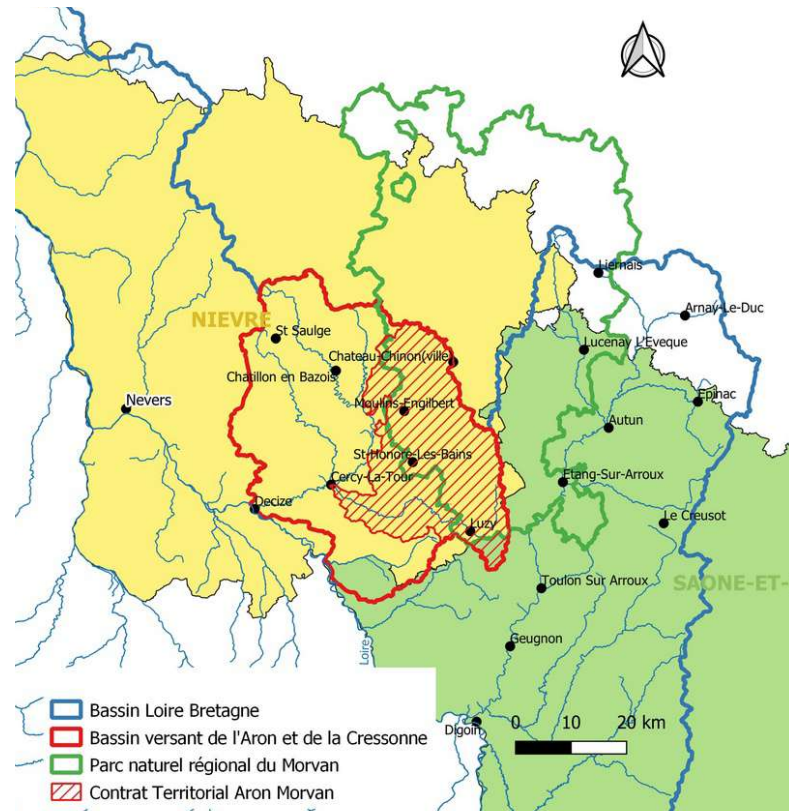 Liernais
Arnay-Le-Duc
NIEVRE
St Saulge
Lucenay L'Eveque
Chateau-Chinon(ville)
Chatillon en Bazois
Nevers
Moulins-Engilbert
Epinac
Autun
St-Honore-Les-Bains
Cercy-La-Tour
Etang-Sur-Arroux
Decize
Luzy
Le Creusot
Toulon Sur Arroux
SAONE-ET-
Geugnon
Loire
Digoin
0 10 20 km
Bassin Loire Bretagne
Bassin versant de l'Aron et de la Cressonne
Parc naturel régional du Morvan
Contrat Territorial Aron Morvan